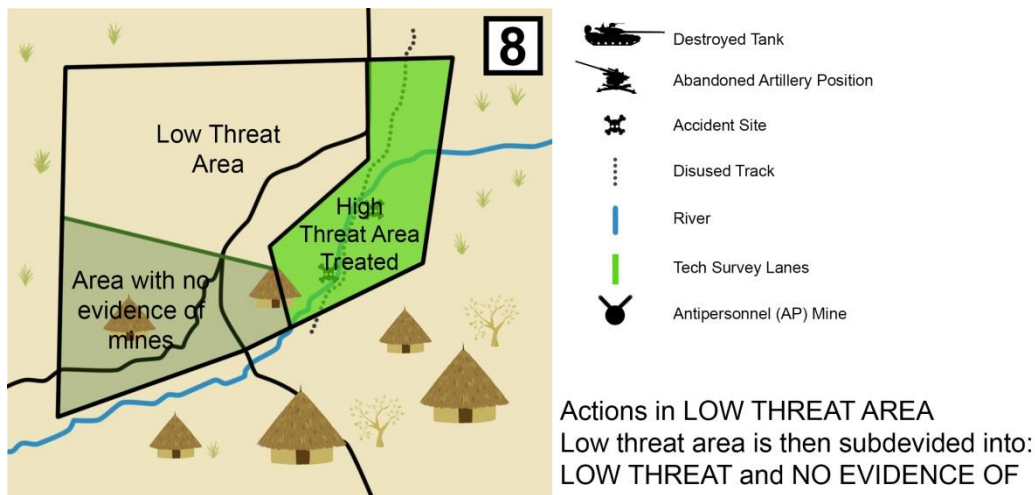 8
Low Threat
Area
High
Threat Area
Treated
Area with no
evidence of
mines
Destroyed Tank
Abandoned Artillery Position
Accident Site
Disused Track
River
Tech Survey Lanes
Antipersonnel (AP) Mine
Actions in LOW THREAT AREA
Low threat area is then subdevided into:
LOW THREAT and NO EVIDENCE OF